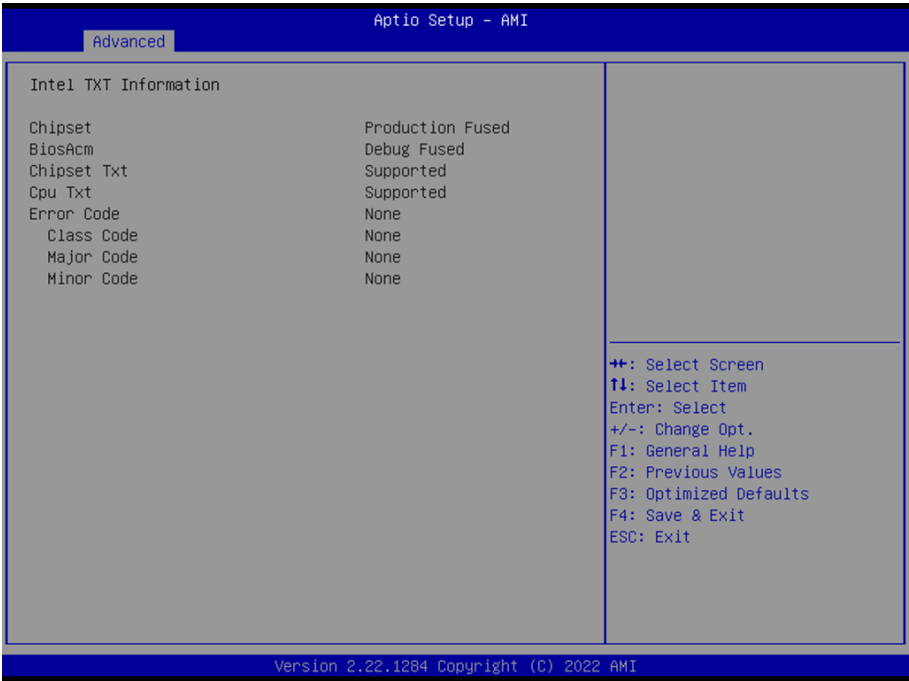 Aptio Setup – AMI
Advanced
Intel TXT Information
Chipset Production Fused
BiosAcm Debug Fused
Chipset Txt Supported
Cpu Txt Supported
Error Code None
Class Code None
Major Code None
Minor Code None
→←: Select Screen
↑↓: Select Item
Enter: Select
+/-: Change Opt.
F1: General Help
F2: Previous Values
F3: Optimized Defaults
F4: Save & Exit
ESC: Exit
Version 2.22.1284 Copyright (C) 2022 AMI